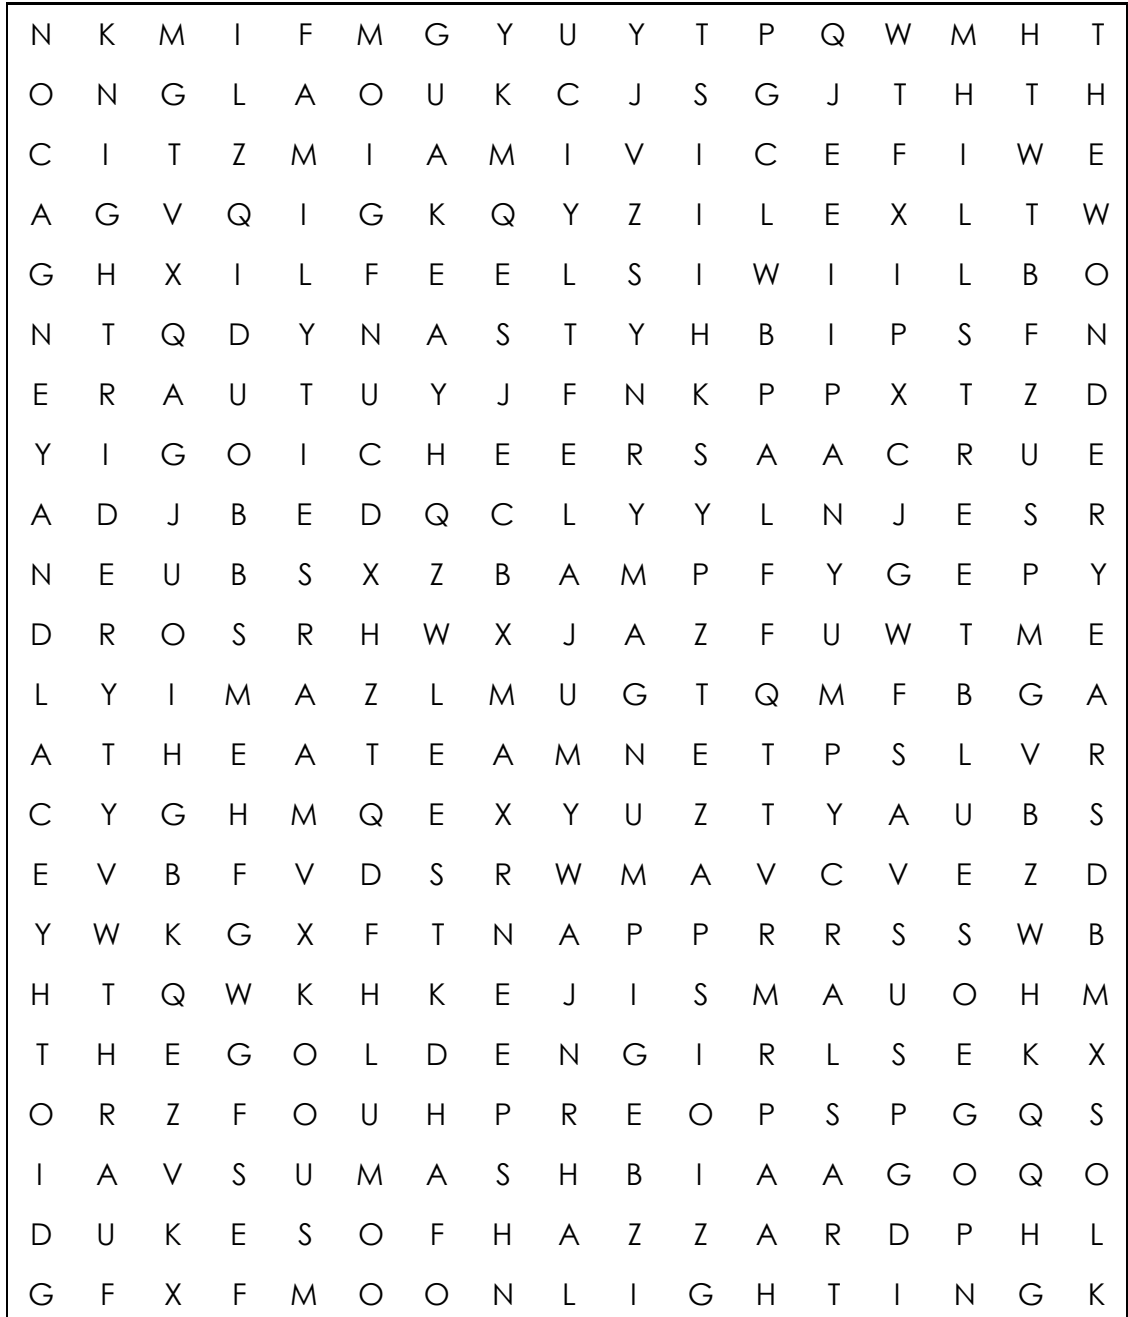 N K M I F M G Y U Y T P Q W M H T
O N G L A O U K C J S G J T H T H
C I T Z M I A M I V I C E F I W E
A G V Q I G K Q Y Z I L E X L T W
G H X I L F E E L S I W I I L B O
N T Q D Y N A S T Y H B I P S F N
E R A U T U Y J F N K P P X T Z D
Y I G O I C H E E R S A A C R U E
A D J B E D Q C L Y Y L N J E S R
N E U B S X Z B A M P F Y G E P Y
D R O S R H W X J A Z F U W T M E
L Y I M A Z L M U G T Q M F B G A
A T H E A T E A M N E T P S L V R
C Y G H M Q E X Y U Z T Y A U B S
E V B F V D S R W M A V C V E Z D
Y W K G X F T N A P P R R S S W B
H T Q W K H K E J I S M A U O H M
T H E G O L D E N G I R L S E K X
O R Z F O U H P R E O P S P G Q S
I A V S U M A S H B I A A G O Q O
D U K E S O F H A Z Z A R D P H L
G F X F M O O N L I G H T I N G K